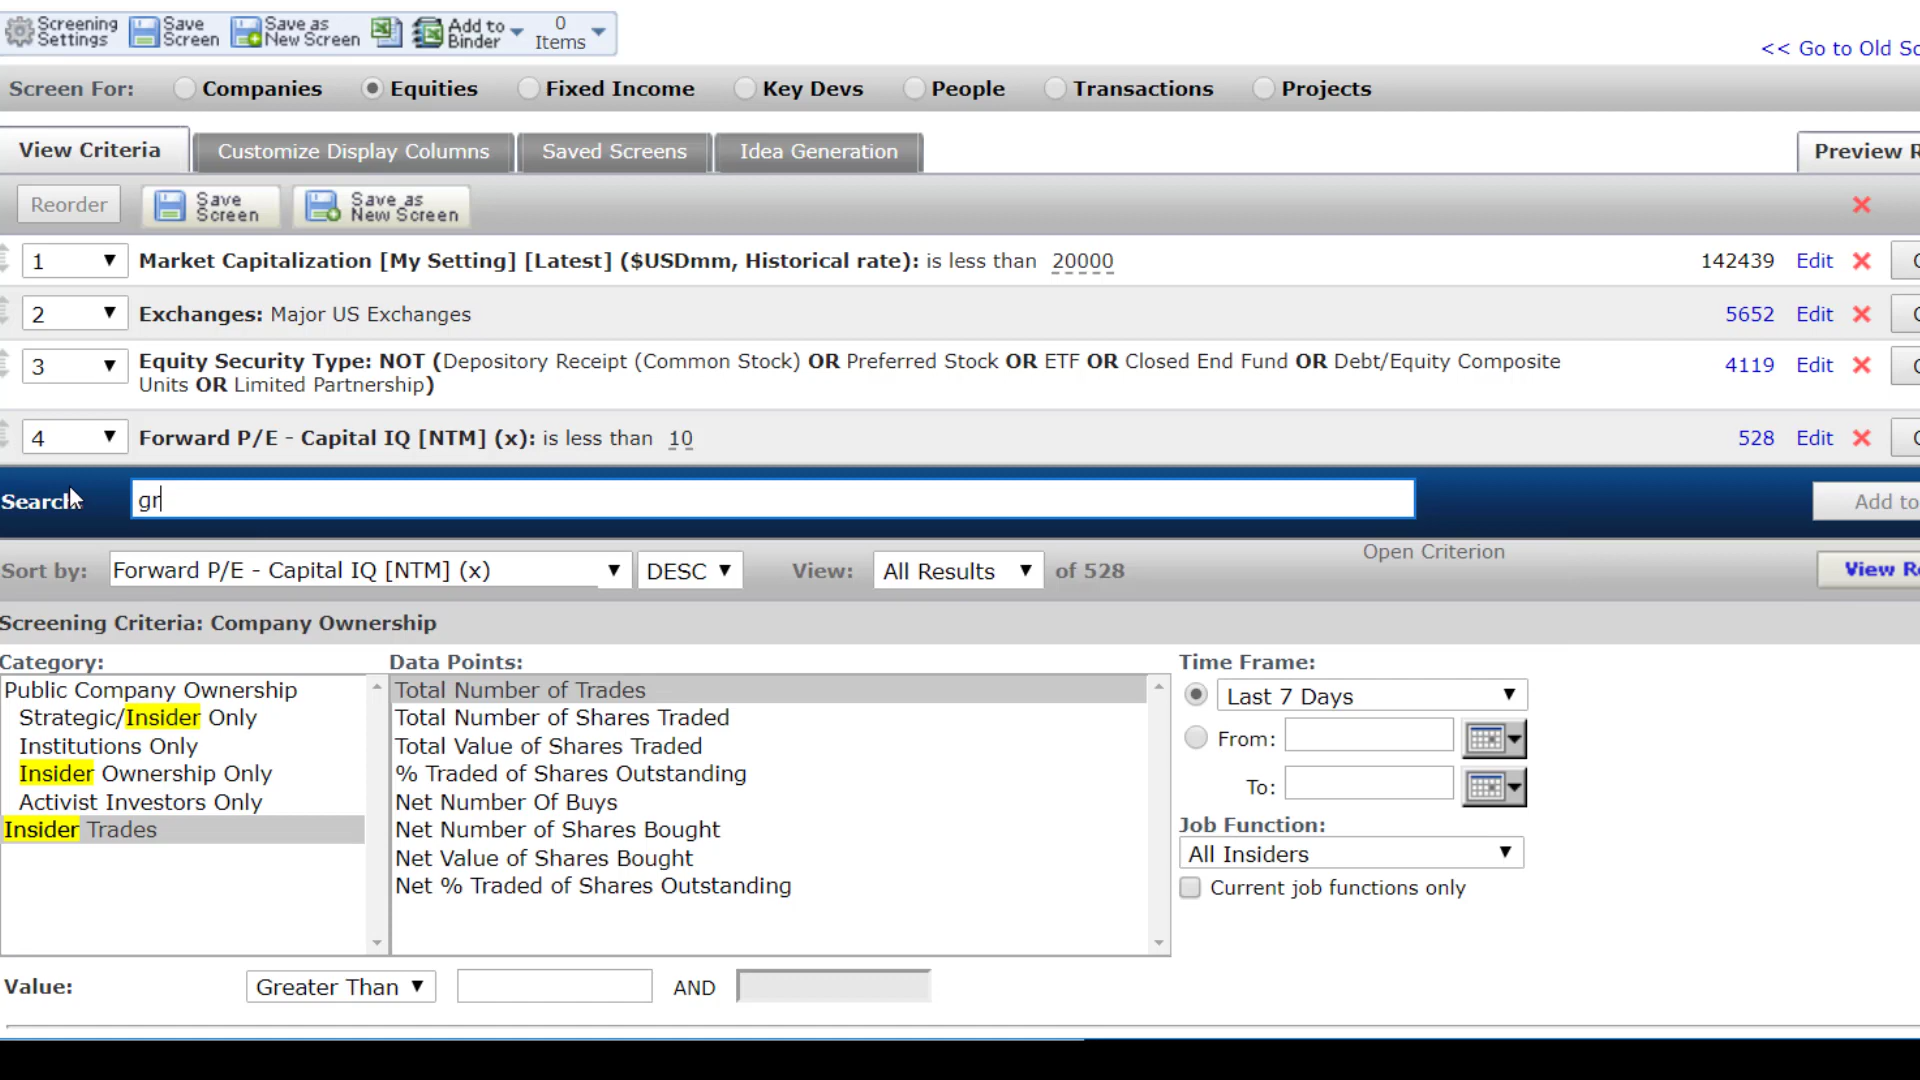 Screening Settings Save Screen Save as New Screen Add to Binder 0 Items
<< Go to Old Sc
Screen For: Companies Equities Fixed Income Key Devs People Transactions Projects
View Criteria Customize Display Columns Saved Screens Idea Generation Preview R
Reorder Save Screen Save as New Screen
1 Market Capitalization [My Setting] [Latest] ($USDmm, Historical rate): is less than 20000 142439 Edit
2 Exchanges: Major US Exchanges 5652 Edit
3 Equity Security Type: NOT (Depository Receipt (Common Stock) OR Preferred Stock OR ETF OR Closed End Fund OR Debt/Equity Composite 4119 Edit
Units OR Limited Partnership)
4 Forward P/E - Capital IQ [NTM] (x): is less than 10 528 Edit
Search: gr Add to
Open Criterion
Sort by: Forward P/E - Capital IQ [NTM] (x) DESC View: All Results of 528 View Re
Screening Criteria: Company Ownership
Category: Data Points: Time Frame:
Public Company Ownership Total Number of Trades Last 7 Days
Strategic/Insider Only Total Number of Shares Traded
Institutions Only Total Value of Shares Traded From:
Insider Ownership Only % Traded of Shares Outstanding To:
Activist Investors Only Net Number Of Buys
Insider Trades Net Number of Shares Bought Job Function:
Net Value of Shares Bought All Insiders
Net % Traded of Shares Outstanding Current job functions only
Value: Greater Than AND